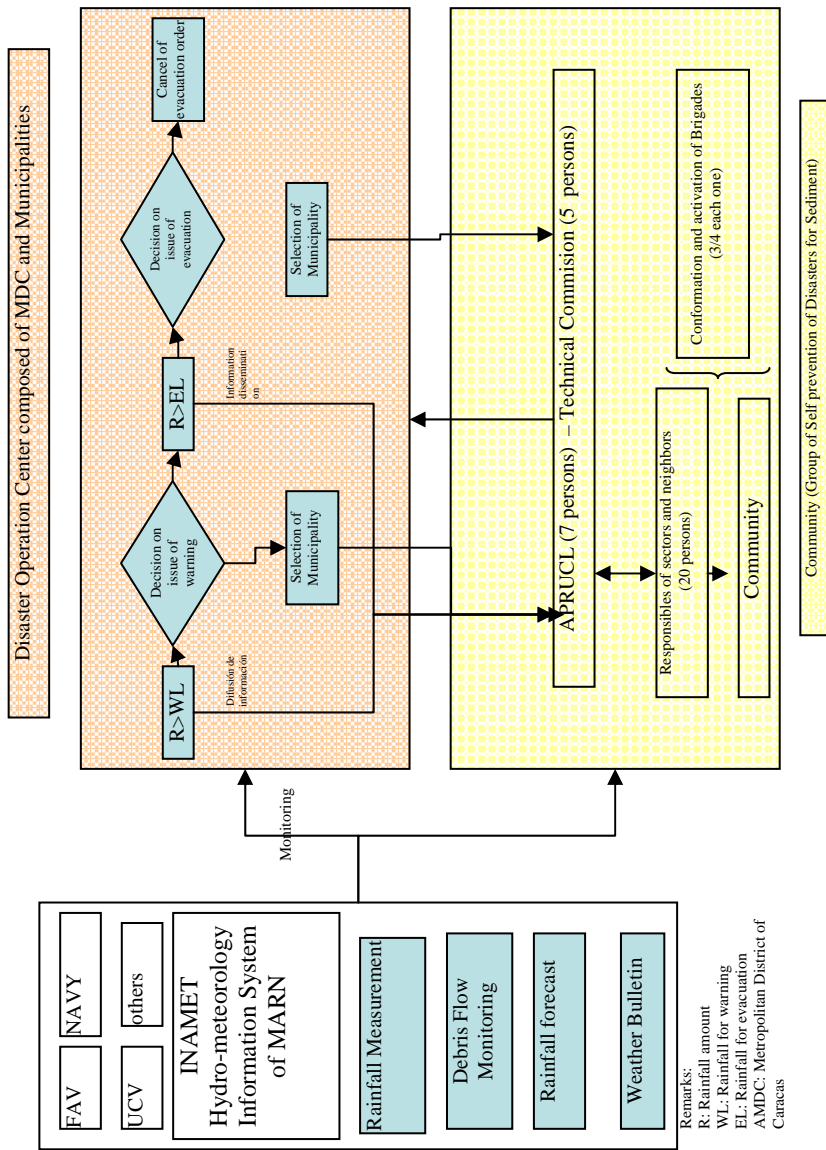 Disaster Operation Center composed of MDC and Municipalities
FAV
NAVY
UCV
others
INAMET
Hydro-meteorology
Information System
of MARN
Rainfall Measurement
Debris Flow
Monitoring
Rainfall forecast
Weather Bulletin
Remarks:
R: Rainfall amount
WL: Rainfall for warning
EL: Rainfall for evacuation
AMDC: Metropolitan District of
Caracas
Monitoring
R>WL
Difusión de
información
Decision on
issue of
warning
Selection of
Municipality
R>EL
Information
disseminati
on
Decision on
issue of
evacuation
Selection of
Municipality
Cancel of
evacuation order
APRUCL (7 persons) – Technical Commision (5 persons)
Responsibles of sectors and neighbors
(20 persons)
Community
Conformation and activation of Brigades
(3/4 each one)
Community (Group of Self prevention of Disasters for Sediment)